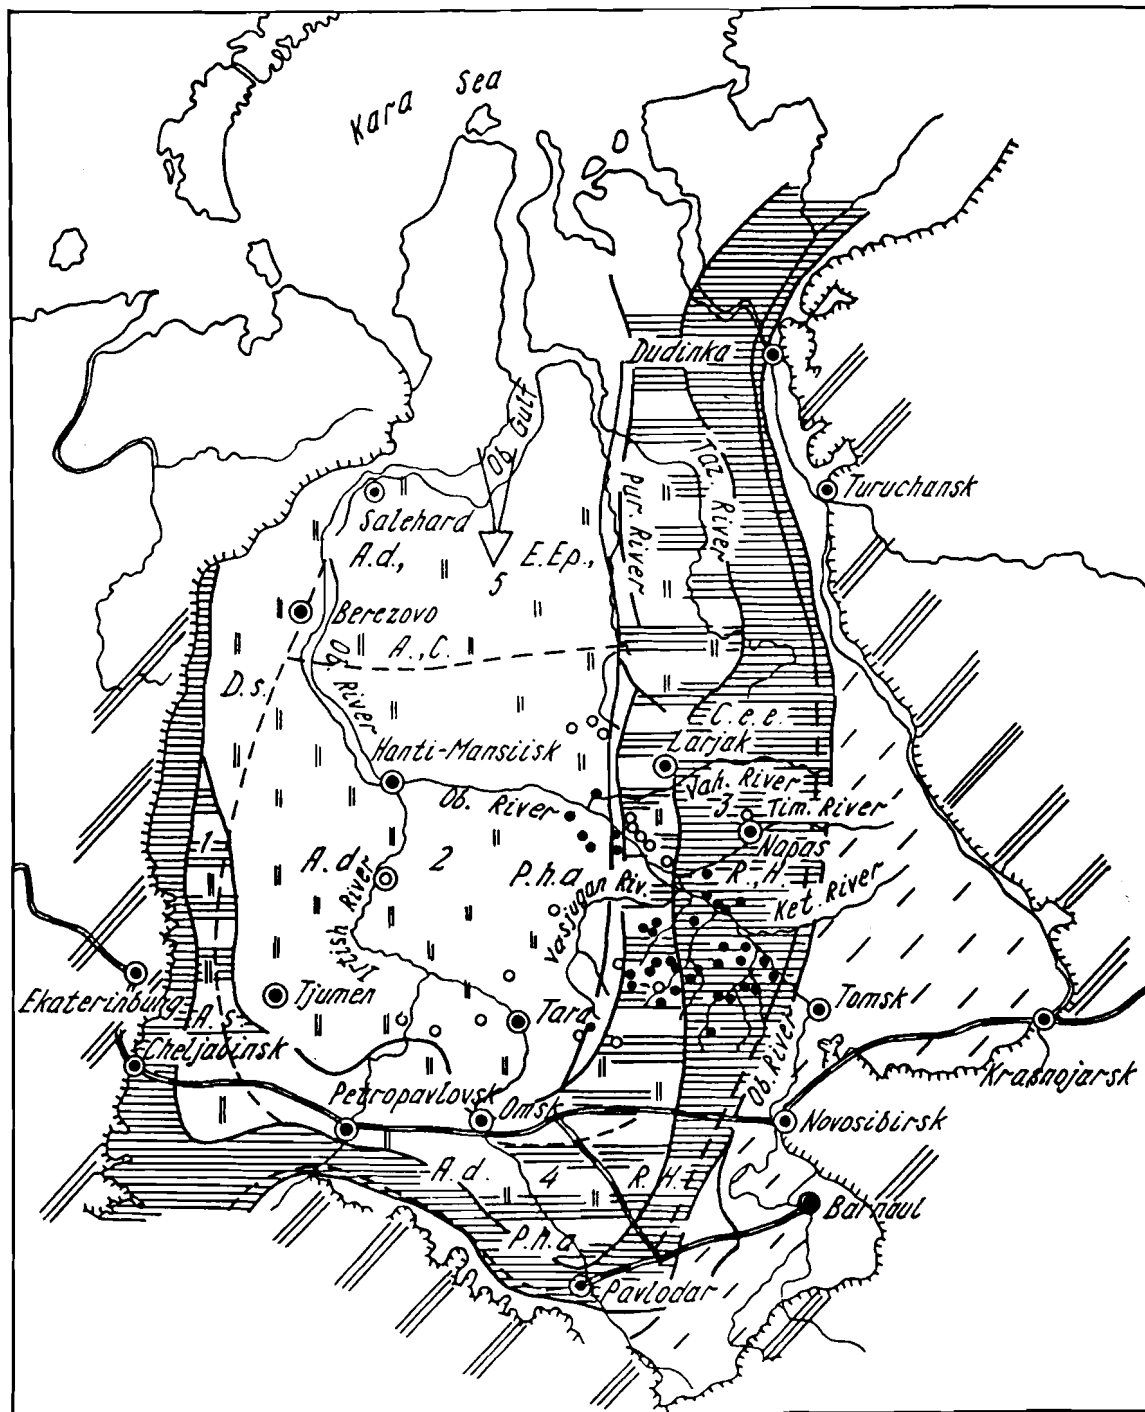 Kara Sea
Dudinka
Ob. Gulf
Taz. River
Pur. River
Turuchansk
Salehard
A.d.,
E.Ep.,
5
Berezovo
A., C.
Ob. River
D.s.
C.e.e.
Larjak
Hanti-Mansiisk
Vah. River
Ob. River
3
Tim. River
Napas
1
A.d
2
P.h.a
R., H
Vasjugan Riv.
Ket. River
Irtish River
Ekaterinburg
Tjumen
Tara
Tomsk
A.s.
Cheljabinsk
Ob. River
Krasnojarsk
Petropavlovsk
Omsk
Novosibirsk
A.d.
4
R.H.t
Barnaul
P.h.a
Pavlodar